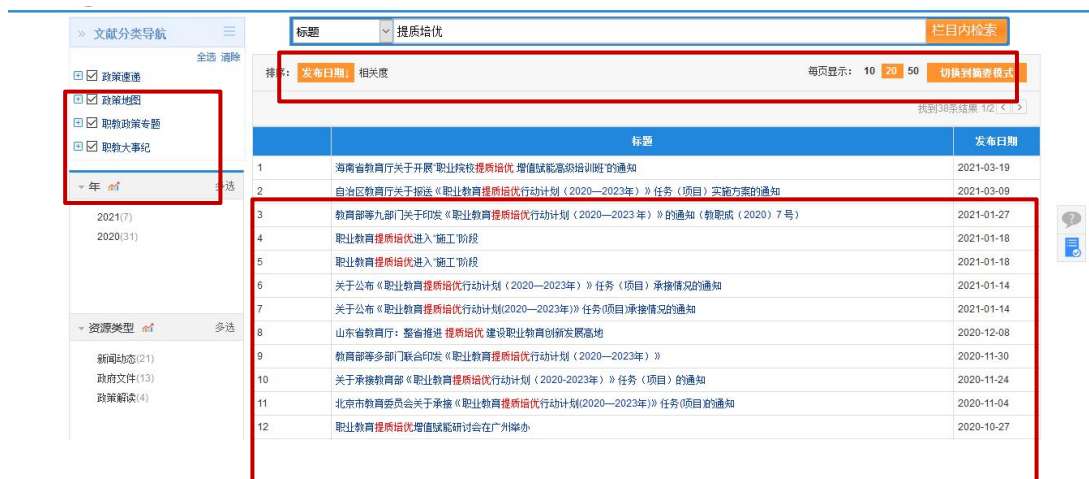 » 文献分类导航
标题 提质培优 栏目内检索
全选 清除
政策速递
政策地图
职教政策专题
职教大事纪
排序: 发布日期↓ 相关度 每页显示: 10 20 50 切换到摘要模式
找到38条结果 1/2 < >
年 多选
2021(7)
2020(31)
资源类型 多选
新闻动态(21)
政府文件(13)
政策解读(4)
标题 发布日期
1 海南省教育厅关于开展“职业院校提质培优 增值赋能高级培训班”的通知 2021-03-19
2 自治区教育厅关于报送《职业教育提质培优行动计划（2020—2023年）》任务（项目）实施方案的通知 2021-03-09
3 教育部等九部门关于印发《职业教育提质培优行动计划（2020—2023 年）》的通知（教职成〔2020〕7 号） 2021-01-27
4 职业教育提质培优进入“施工”阶段 2021-01-18
5 职业教育提质培优进入“施工”阶段 2021-01-18
6 关于公布《职业教育提质培优行动计划（2020—2023年）》任务（项目）承接情况的通知 2021-01-14
7 关于公布《职业教育提质培优行动计划(2020—2023年)》任务(项目)承接情况的通知 2021-01-14
8 山东省教育厅：整省推进 提质培优 建设职业教育创新发展高地 2020-12-08
9 教育部等多部门联合印发《职业教育提质培优行动计划（2020—2023年）》 2020-11-30
10 关于承接教育部《职业教育提质培优行动计划（2020-2023年）》任务（项目）的通知 2020-11-24
11 北京市教育委员会关于承接《职业教育提质培优行动计划(2020—2023年)》任务(项目)的通知 2020-11-04
12 职业教育提质培优增值赋能研讨会在广州举办 2020-10-27